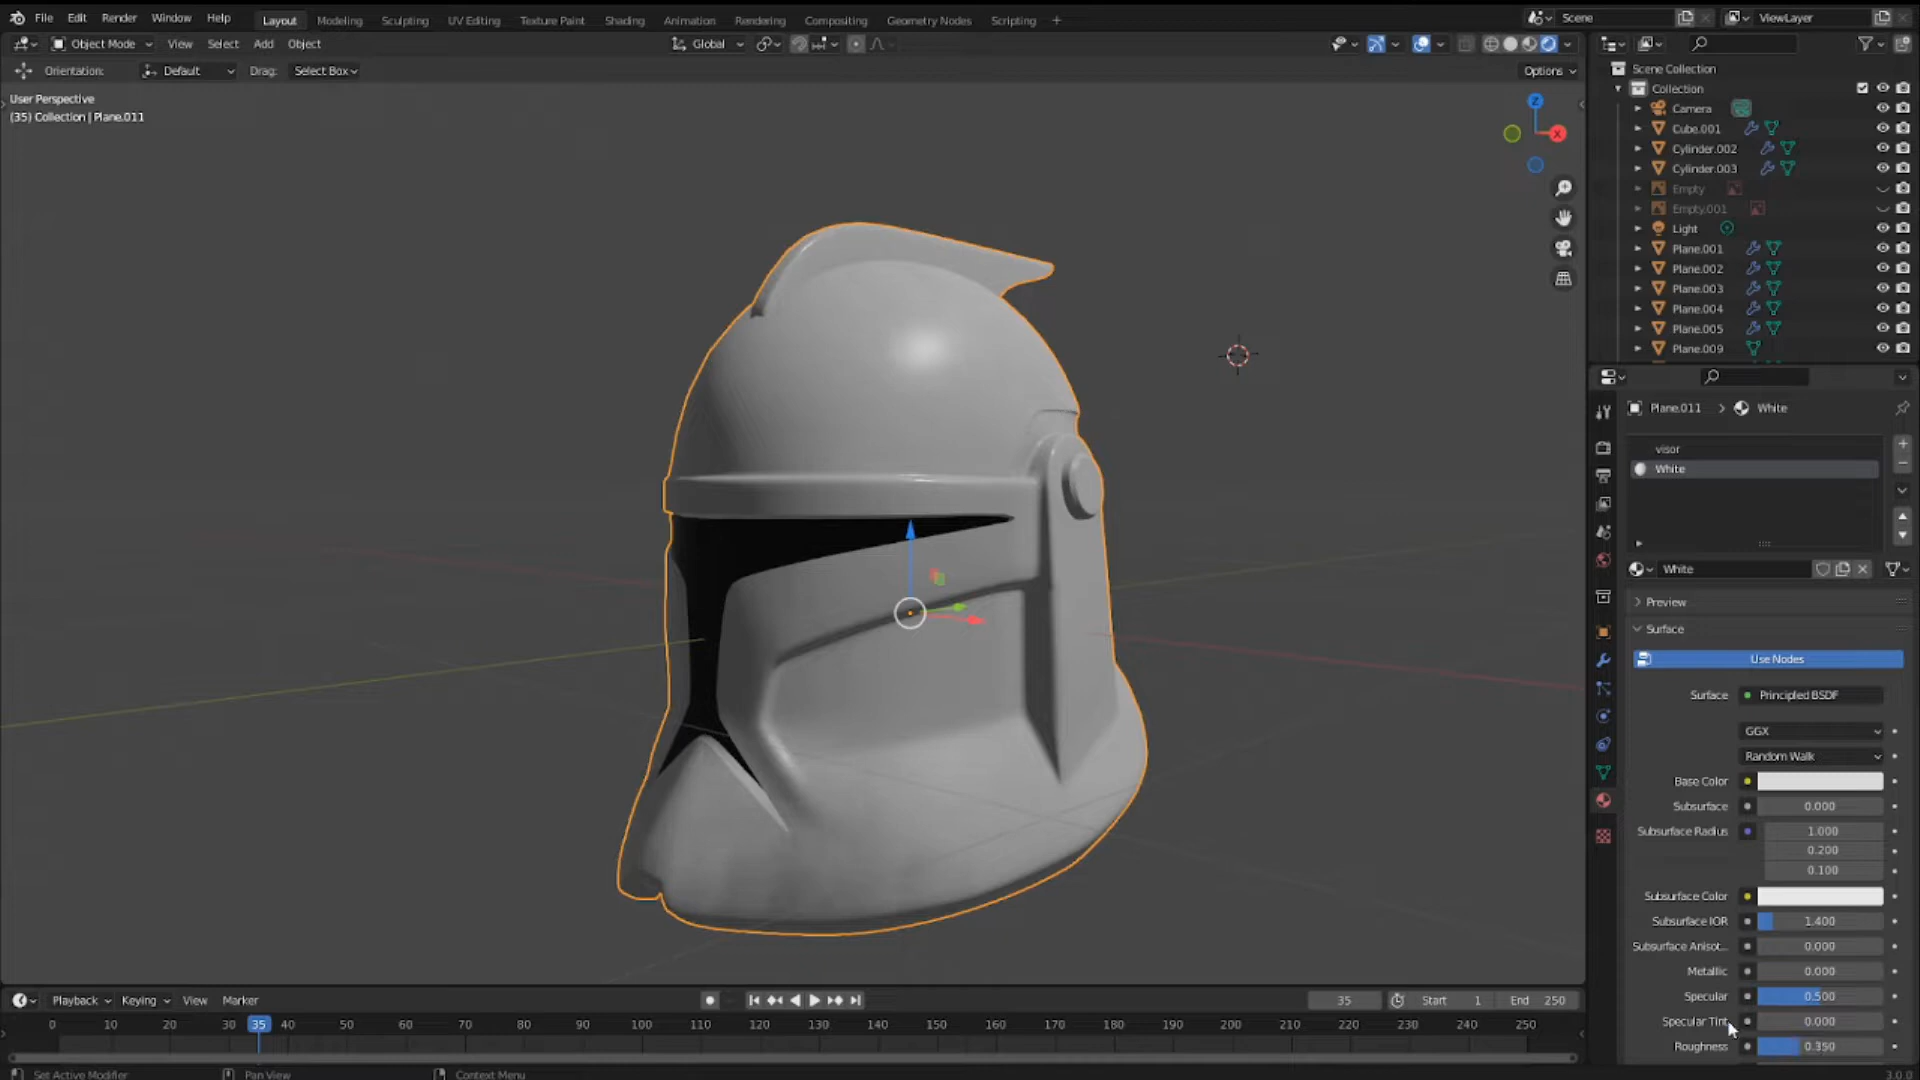 File Edit Render Window Help Layout Modeling Sculpting UV Editing Texture Paint Shading Animation Rendering Compositing Geometry Nodes Scripting + Scene ViewLayer
Object Mode View Select Add Object Global
Orientation: Default Drag: Select Box Options
User Perspective
(35) Collection | Plane.011
Z
X
Scene Collection
Collection
Camera
Cube.001
Cylinder.002
Cylinder.003
Empty
Empty.001
Light
Plane.001
Plane.002
Plane.003
Plane.004
Plane.005
Plane.009
Plane.011 > White
visor
White
White
Preview
Surface
Use Nodes
Surface Principled BSDF
GGX
Random Walk
Base Color
Subsurface 0.000
Subsurface Radius 1.000
0.200
0.100
Subsurface Color
Subsurface IOR 1.400
Subsurface Anisot... 0.000
Metallic 0.000
Specular 0.500
Specular Tint 0.000
Roughness 0.350
Playback Keying View Marker 35 Start 1 End 250
0 10 20 30 35 40 50 60 70 80 90 100 110 120 130 140 150 160 170 180 190 200 210 220 230 240 250
Set Active Modifier Pan View Context Menu 3.0.0